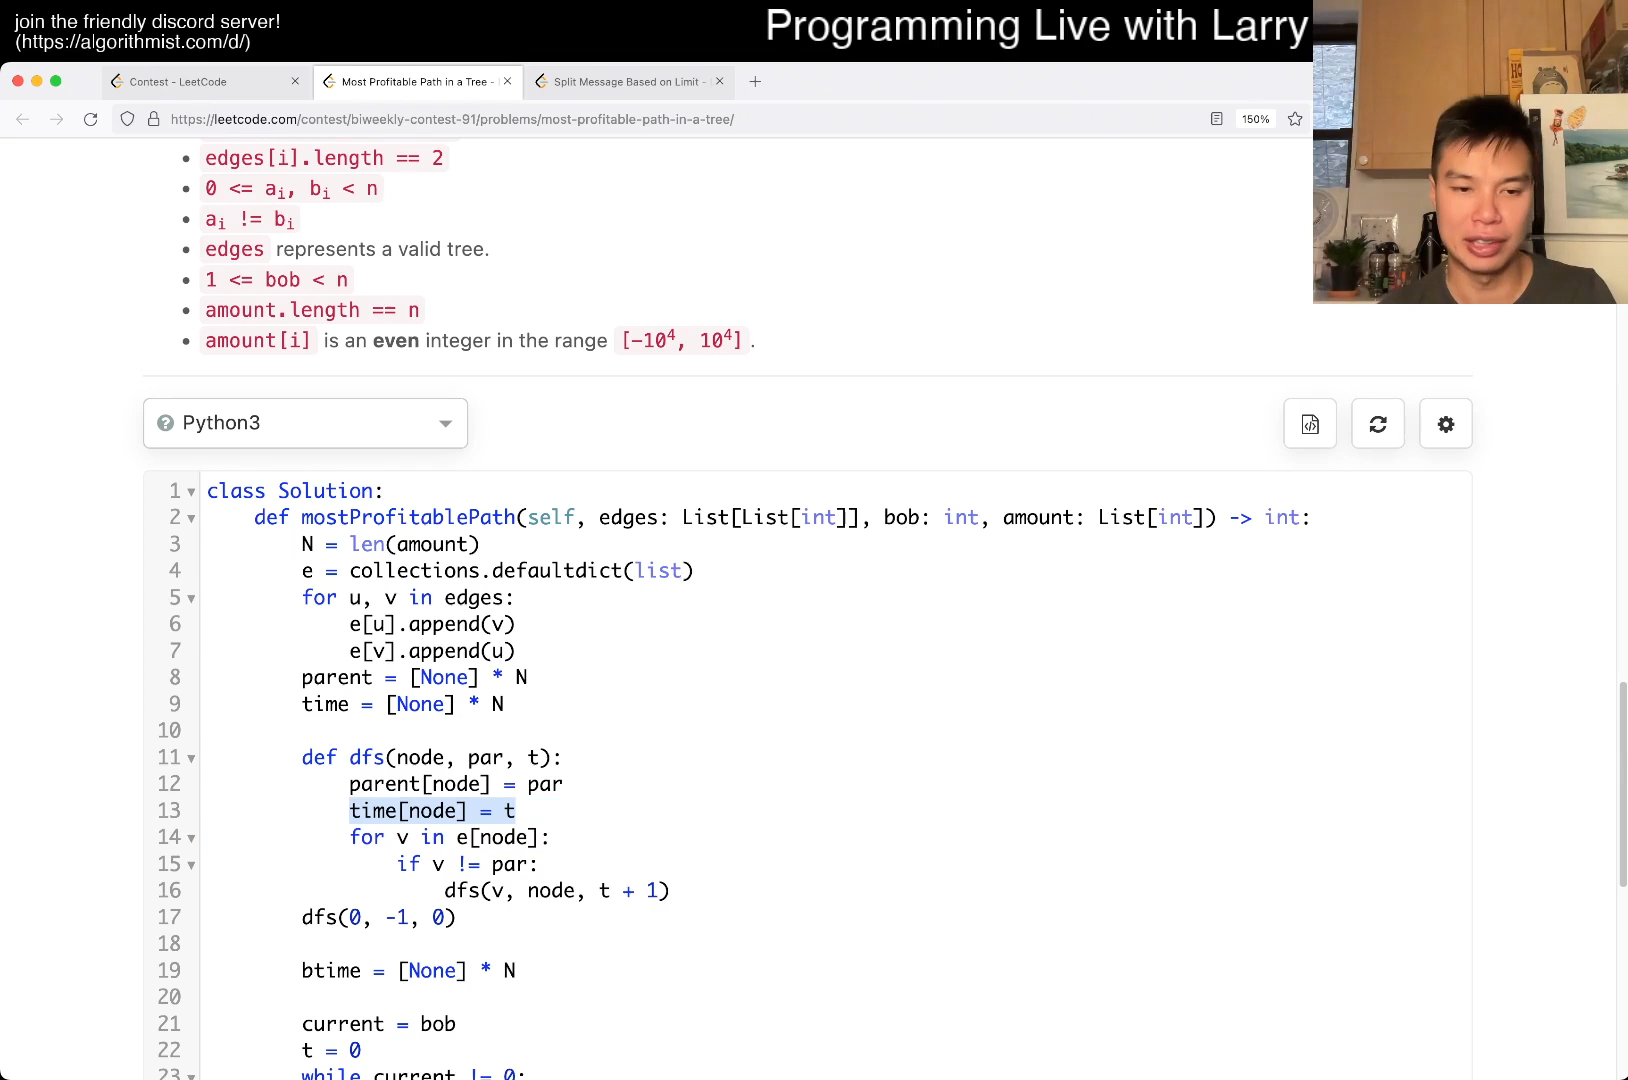 join the friendly discord server!
(https://algorithmist.com/d/)
Programming Live with Larry
Contest - LeetCode
Most Profitable Path in a Tree -
Split Message Based on Limit -
https://leetcode.com/contest/biweekly-contest-91/problems/most-profitable-path-in-a-tree/
150%
edges[i].length == 2
0 <= ai, bi < n
ai != bi
edges represents a valid tree.
1 <= bob < n
amount.length == n
amount[i] is an even integer in the range [-10⁴, 10⁴].
Python3
1 class Solution:
2 def mostProfitablePath(self, edges: List[List[int]], bob: int, amount: List[int]) -> int:
3 N = len(amount)
4 e = collections.defaultdict(list)
5 for u, v in edges:
6 e[u].append(v)
7 e[v].append(u)
8 parent = [None] * N
9 time = [None] * N
10
11 def dfs(node, par, t):
12 parent[node] = par
13 time[node] = t
14 for v in e[node]:
15 if v != par:
16 dfs(v, node, t + 1)
17 dfs(0, -1, 0)
18
19 btime = [None] * N
20
21 current = bob
22 t = 0
23 while current != 0: